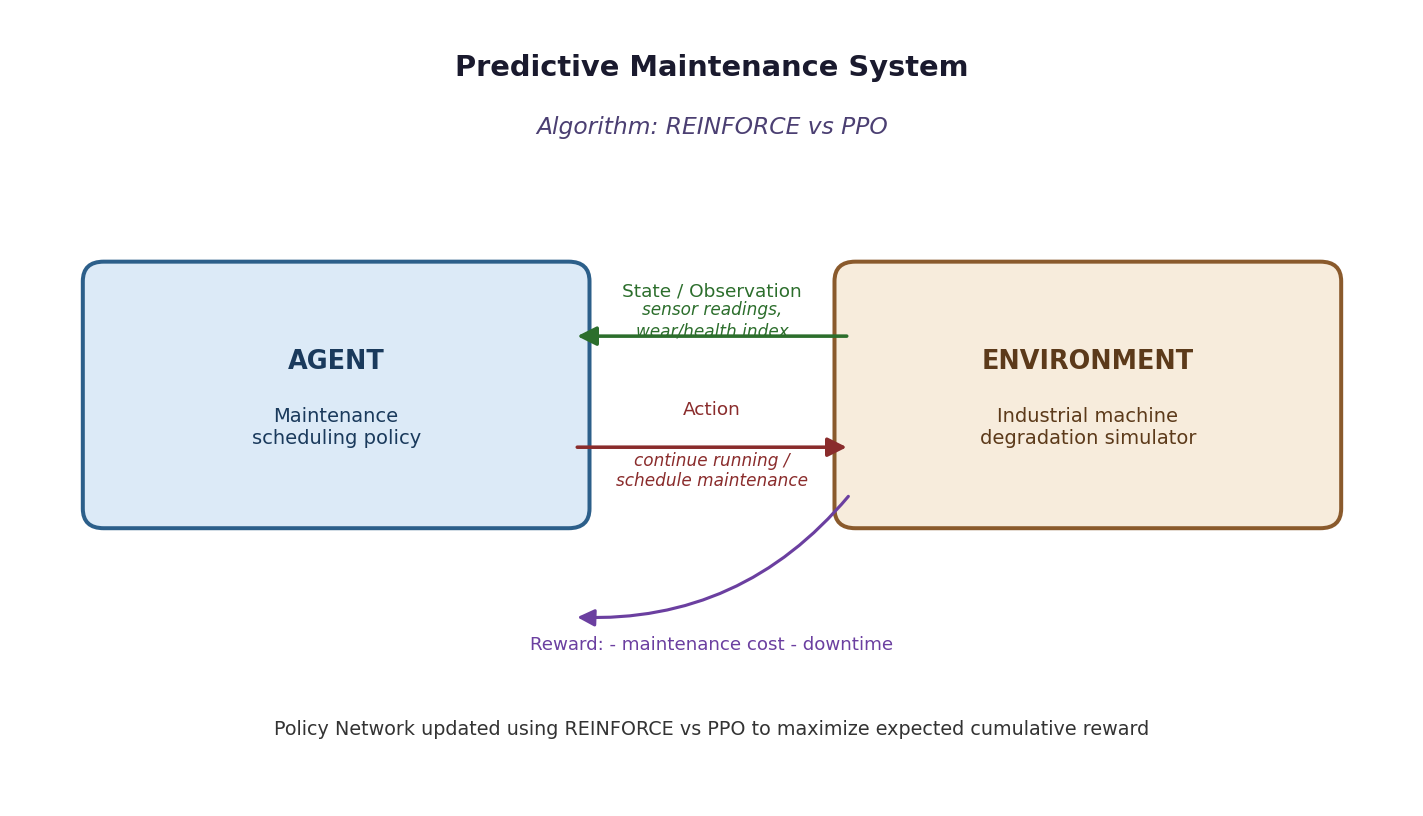 Predictive Maintenance System
Algorithm: REINFORCE vs PPO
AGENT
Maintenance
scheduling policy
State / Observation
sensor readings,
wear/health index
Action
continue running /
schedule maintenance
ENVIRONMENT
Industrial machine
degradation simulator
Reward: - maintenance cost - downtime
Policy Network updated using REINFORCE vs PPO to maximize expected cumulative reward